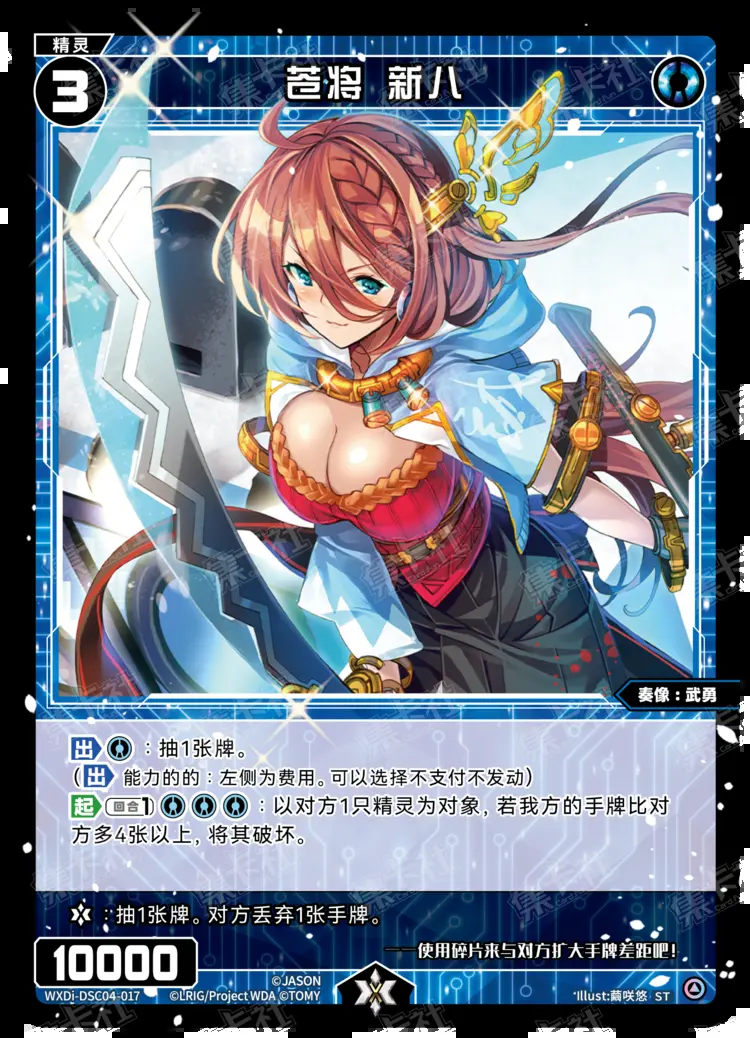 精灵
3
苍将 新八
奏像：武勇
出 ：抽1张牌。
(出 能力的的：左侧为费用。可以选择不支付不发动)
起 回合1 ：以对方1只精灵为对象，若我方的手牌比对
方多4张以上，将其破坏。
：抽1张牌。对方丢弃1张手牌。
——使用碎片来与对方扩大手牌差距吧！
10000
©JASON
WXDi-DSC04-017 ©LRIG/Project WDA ©TOMY
*Illust:繭咲悠 ST
集卡社